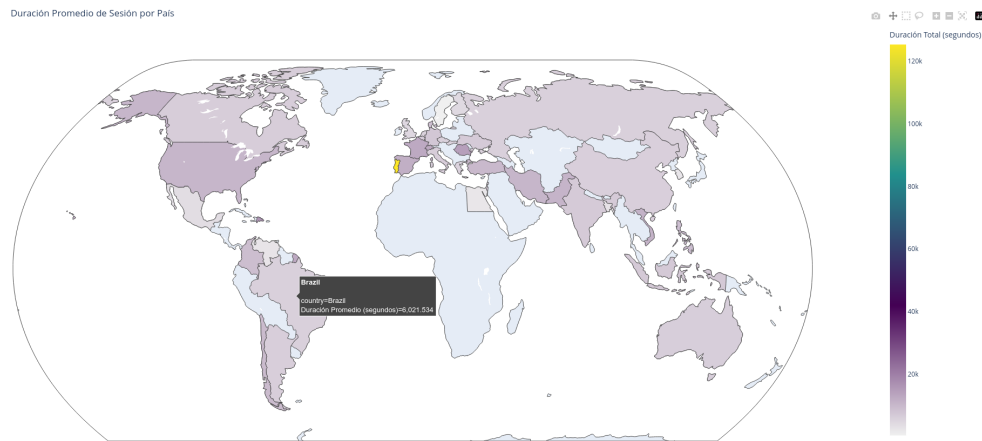 Duración Promedio de Sesión por País
Duración Total (segundos)
120k
100k
80k
60k
40k
20k
Brazil
country=Brazil
Duración Promedio (segundos)=6,021.534